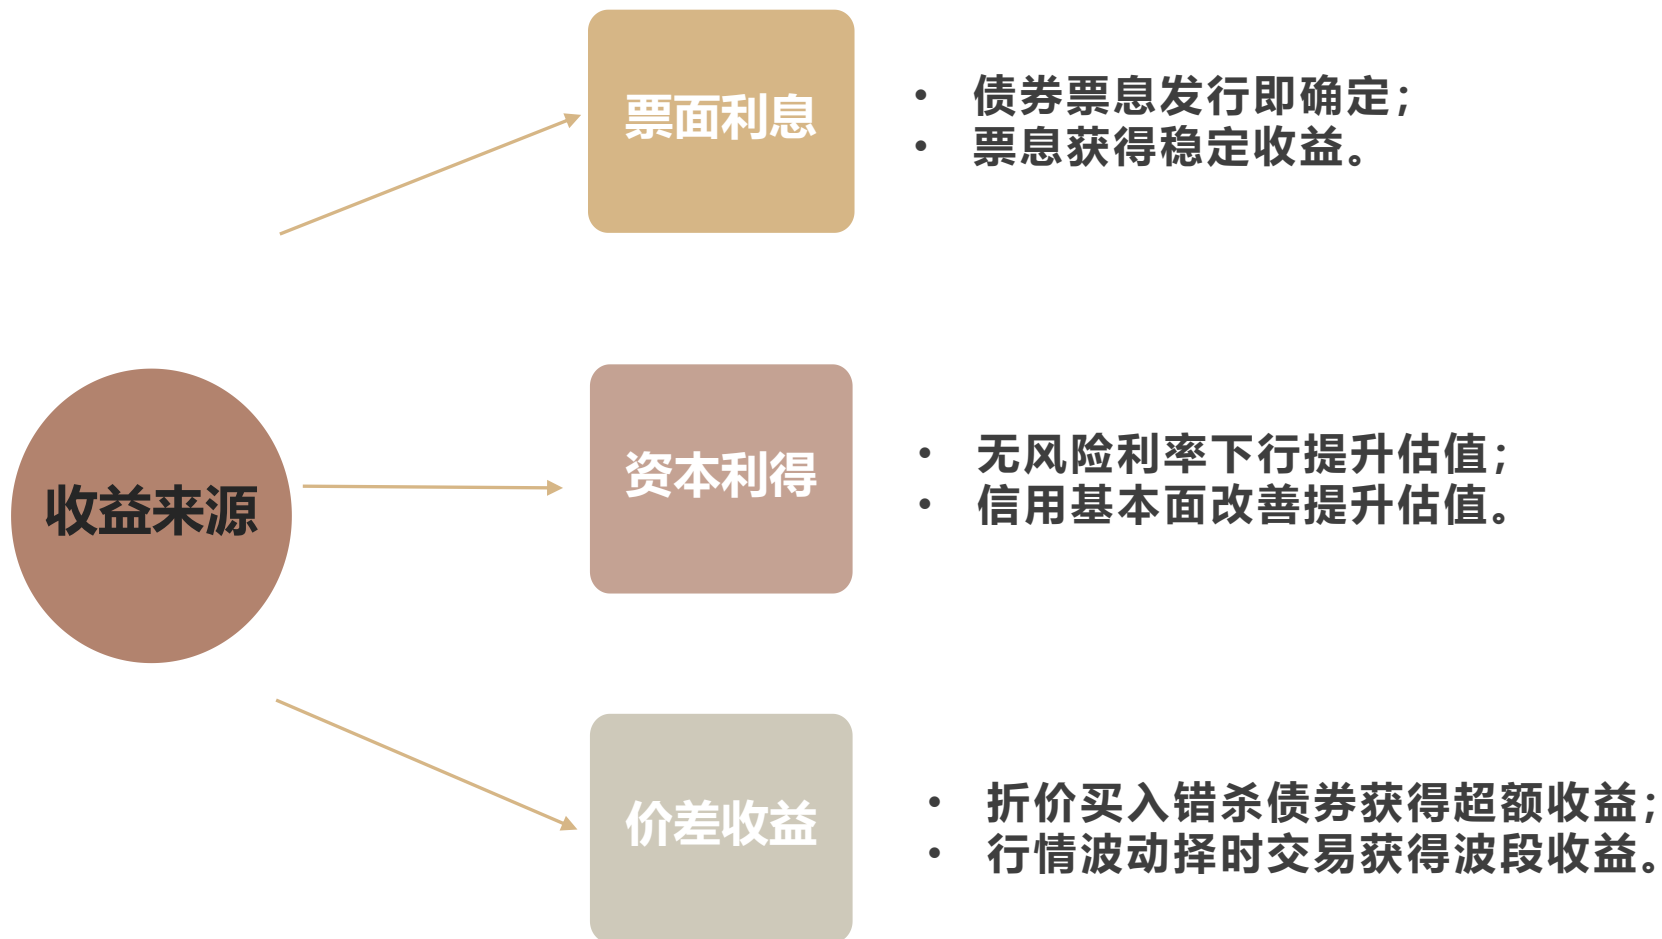 收益来源
票面利息
• 债券票息发行即确定；
• 票息获得稳定收益。
资本利得
• 无风险利率下行提升估值；
• 信用基本面改善提升估值。
价差收益
• 折价买入错杀债券获得超额收益；
• 行情波动择时交易获得波段收益。